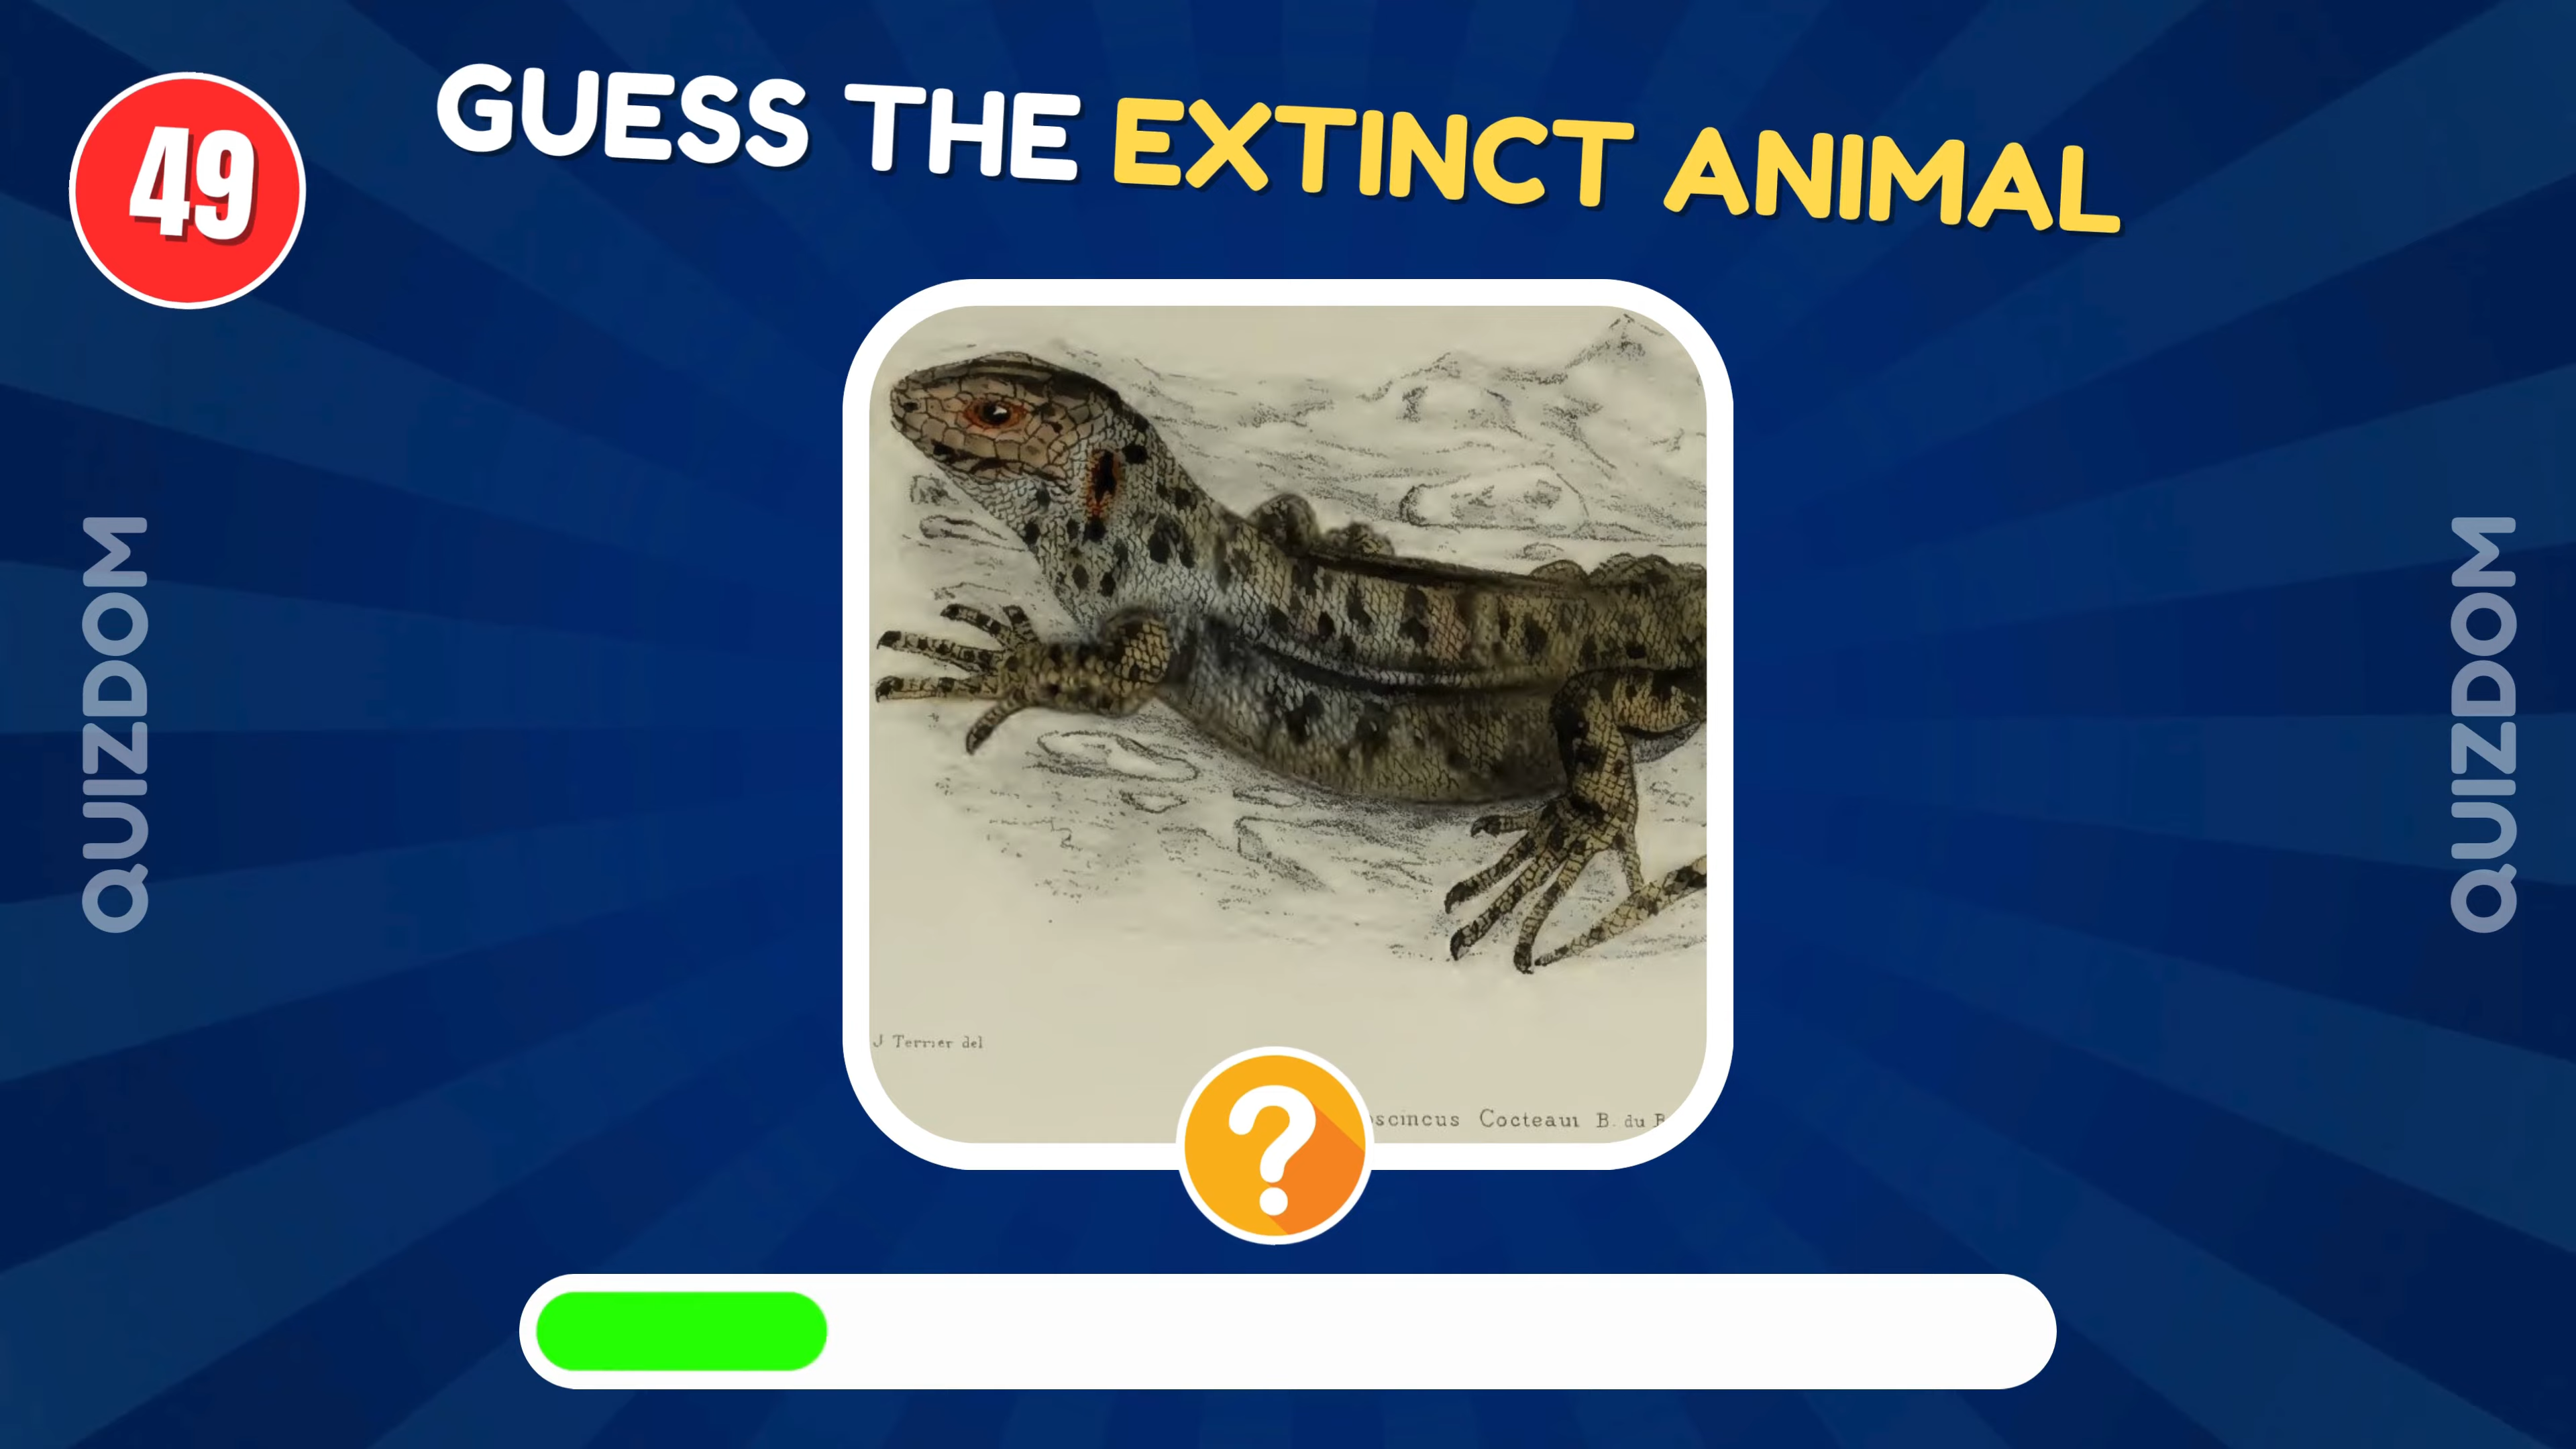 49
GUESS THE EXTINCT ANIMAL
QUIZDOM
QUIZDOM
J Terrier del
scincus Cocteaui B. du
?